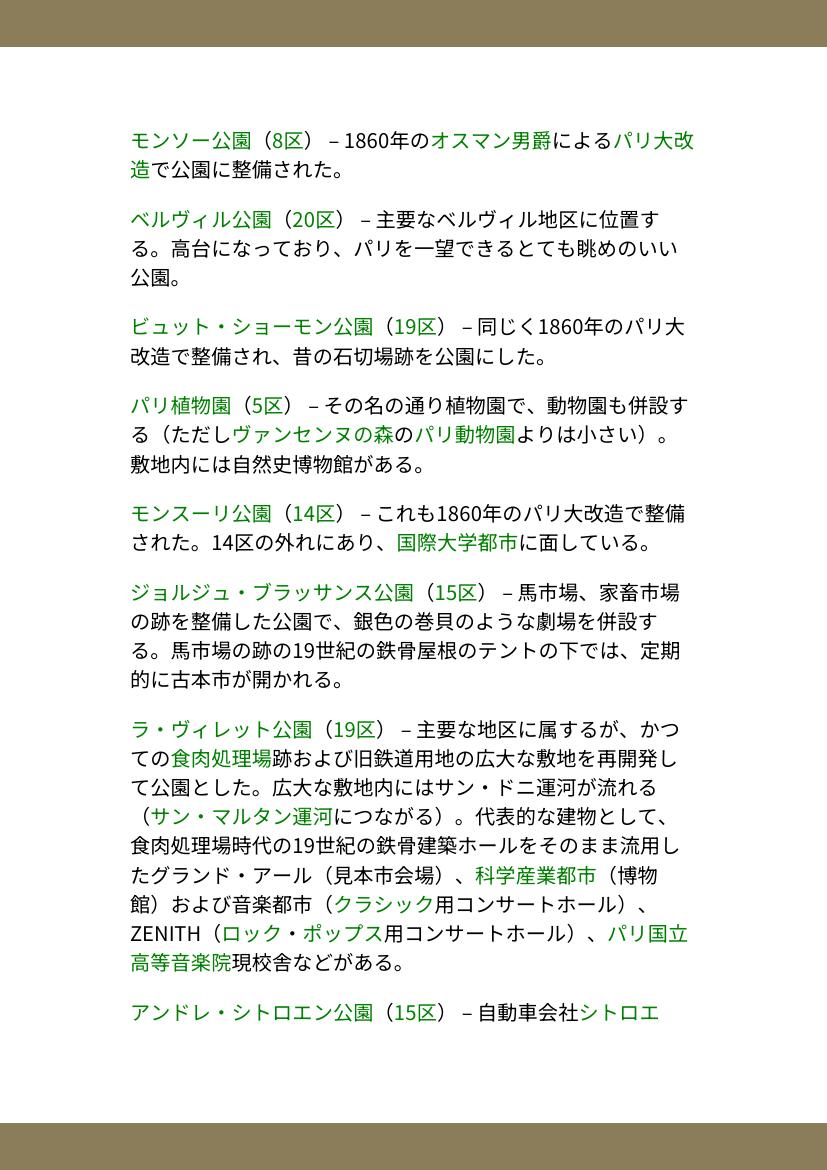 モンソー公園（8区） – 1860年のオスマン男爵によるパリ大改
造で公園に整備された。
ベルヴィル公園（20区） – 主要なベルヴィル地区に位置す
る。高台になっており、パリを一望できるとても眺めのいい
公園。
ビュット・ショーモン公園（19区） – 同じく1860年のパリ大
改造で整備され、昔の石切場跡を公園にした。
パリ植物園（5区） – その名の通り植物園で、動物園も併設す
る（ただしヴァンセンヌの森のパリ動物園よりは小さい）。
敷地内には自然史博物館がある。
モンスーリ公園（14区） – これも1860年のパリ大改造で整備
された。14区の外れにあり、国際大学都市に面している。
ジョルジュ・ブラッサンス公園（15区） – 馬市場、家畜市場
の跡を整備した公園で、銀色の巻貝のような劇場を併設す
る。馬市場の跡の19世紀の鉄骨屋根のテントの下では、定期
的に古本市が開かれる。
ラ・ヴィレット公園（19区） – 主要な地区に属するが、かつ
ての食肉処理場跡および旧鉄道用地の広大な敷地を再開発し
て公園とした。広大な敷地内にはサン・ドニ運河が流れる
（サン・マルタン運河につながる）。代表的な建物として、
食肉処理場時代の19世紀の鉄骨建築ホールをそのまま流用し
たグランド・アール（見本市会場）、科学産業都市（博物
館）および音楽都市（クラシック用コンサートホール）、
ZENITH（ロック・ポップス用コンサートホール）、パリ国立
高等音楽院現校舎などがある。
アンドレ・シトロエン公園（15区） – 自動車会社シトロエ